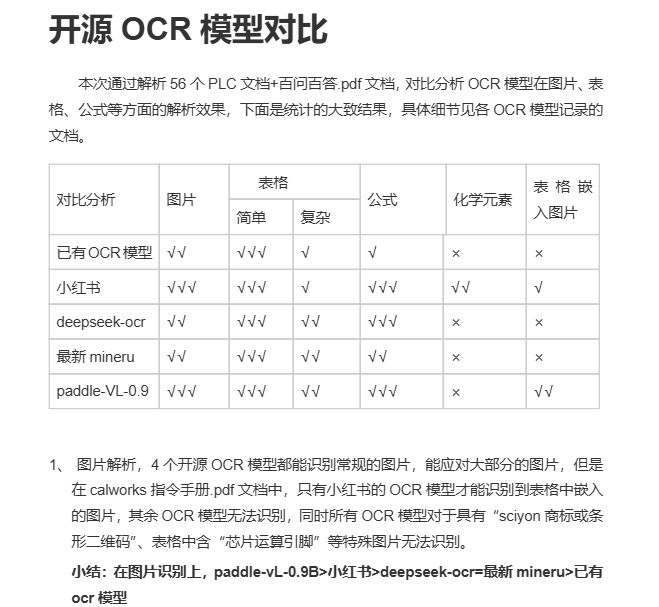 开源 OCR 模型对比
本次通过解析 56 个 PLC 文档+百问百答.pdf 文档，对比分析 OCR 模型在图片、表
格、公式等方面的解析效果，下面是统计的大致结果，具体细节见各 OCR 模型记录的
文档。
对比分析 图片 表格 公式 化学元素 表格嵌入图片
简单 复杂
已有 OCR 模型 √√ √√√ √ √ × ×
小红书 √√√ √√√ √ √√√ √√ √
deepseek-ocr √√ √√√ √√ √√√ × ×
最新 mineru √√ √√√ √√ √√ × ×
paddle-VL-0.9 √√√ √√√ √√ √√√ × √√
1、 图片解析，4 个开源 OCR 模型都能识别常规的图片，能应对大部分的图片，但是
在 calworks 指令手册.pdf 文档中，只有小红书的 OCR 模型才能识别到表格中嵌入
的图片，其余 OCR 模型无法识别，同时所有 OCR 模型对于具有“sciyon 商标或条
形二维码”、表格中含“芯片运算引脚”等特殊图片无法识别。
小结：在图片识别上，paddle-vL-0.9B>小红书>deepseek-ocr=最新 mineru>已有
ocr 模型